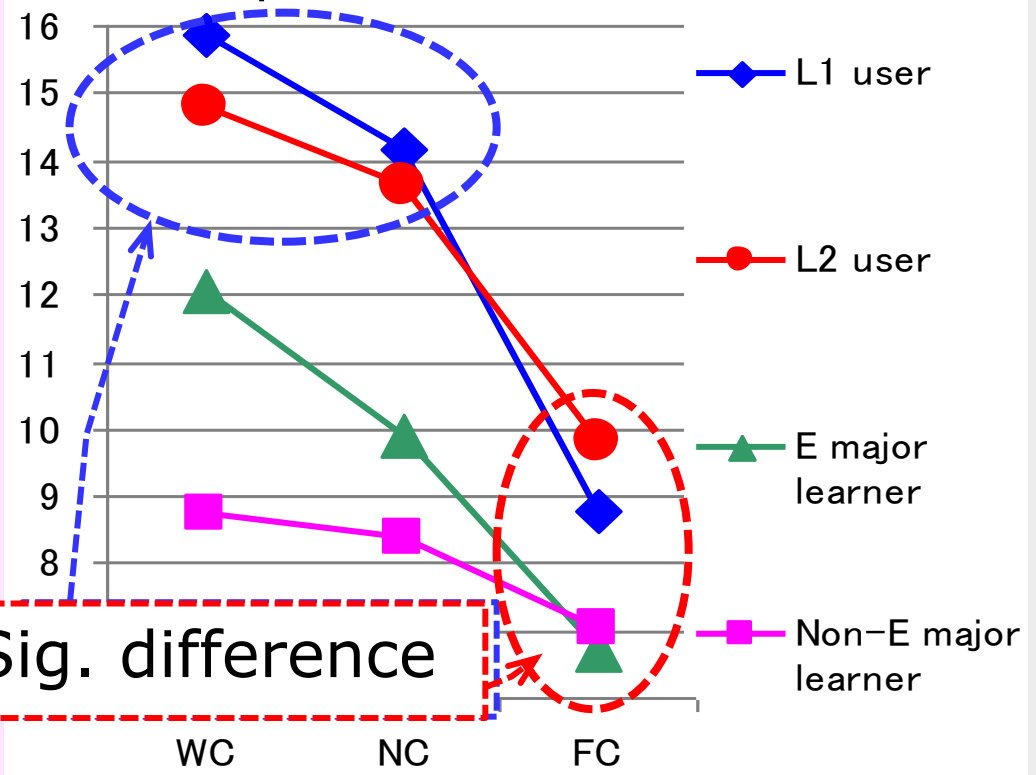 16
15
14
13
12
11
10
9
8
Sig. difference
WC NC FC
L1 user
L2 user
E major
learner
Non-E major
learner